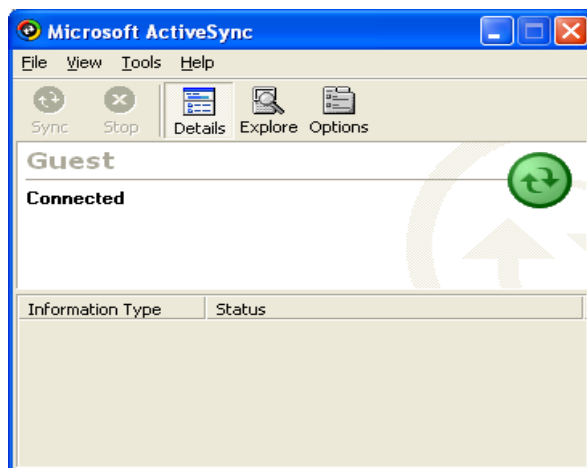 Microsoft ActiveSync
File View Tools Help
Sync Stop Details Explore Options
Guest
Connected
Information Type Status